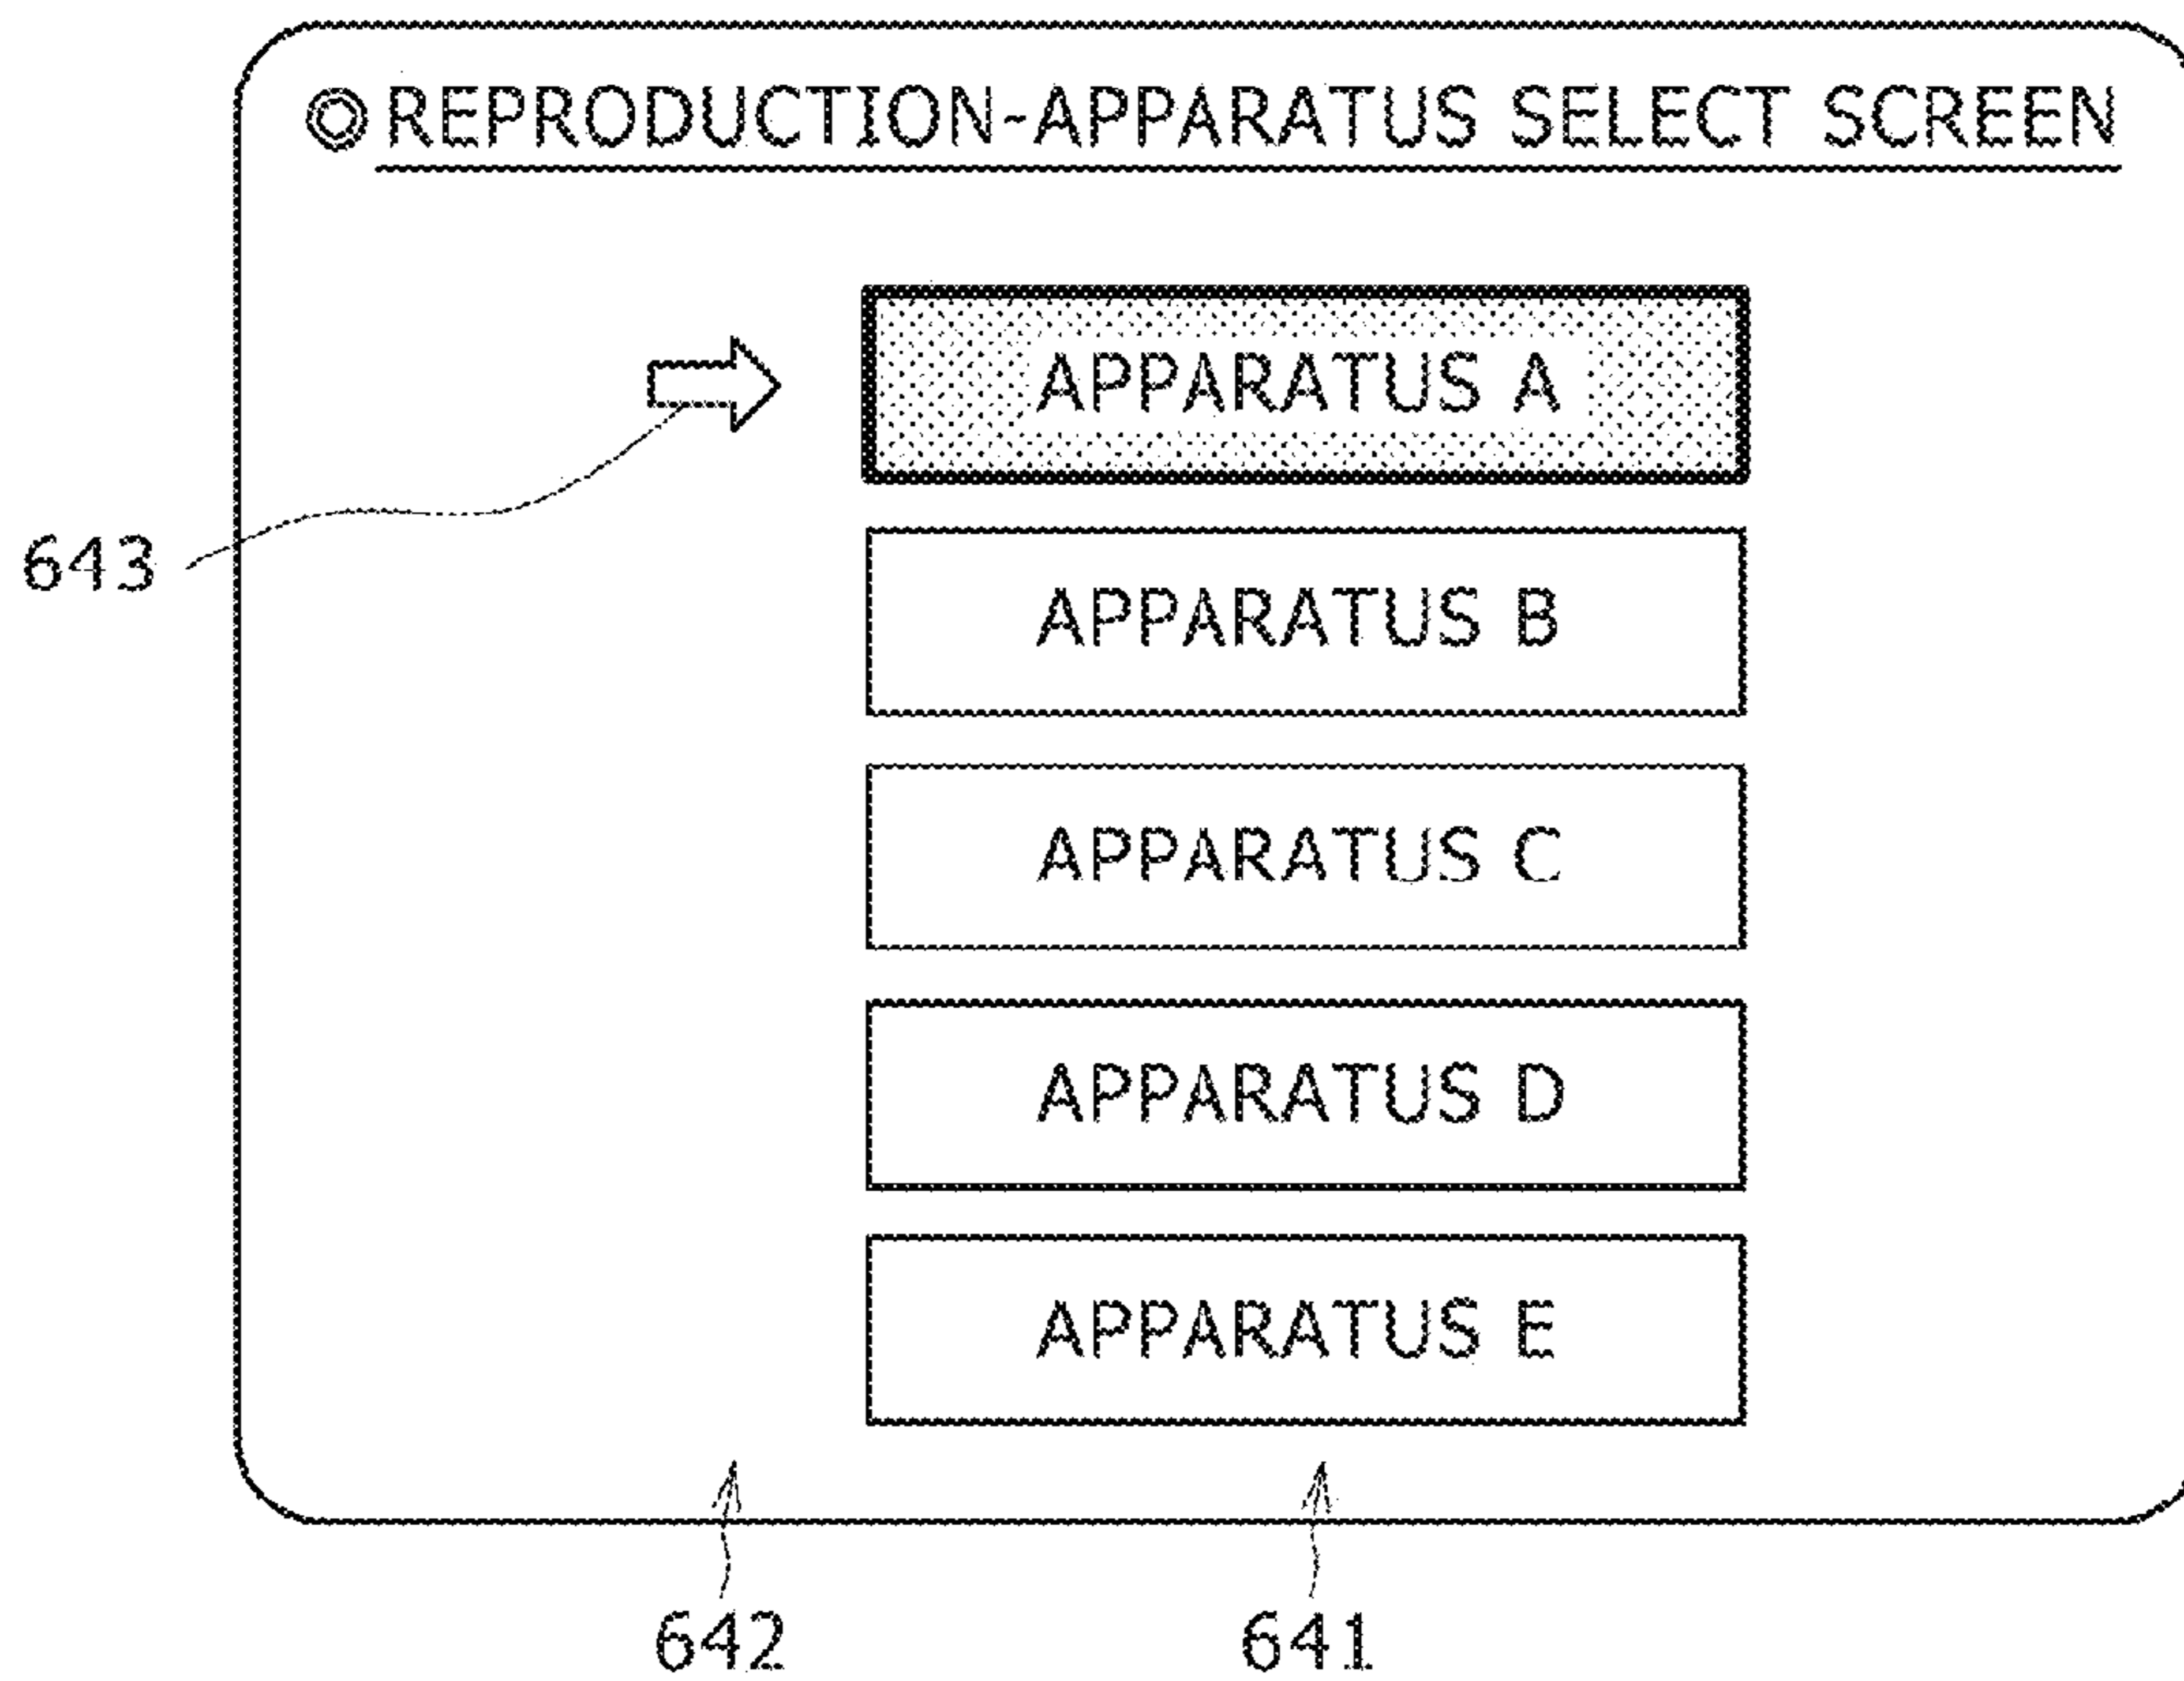 ◎REPRODUCTION-APPARATUS SELECT SCREEN
APPARATUS A
643
APPARATUS B
APPARATUS C
APPARATUS D
APPARATUS E
642 641